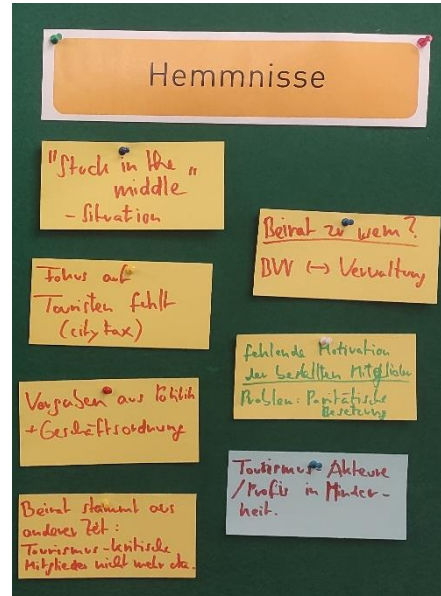 Hemmnisse
"Stuck in the
middle"
- Situation
Fokus auf
Touristen fehlt
(city tax)
Vorgaben aus Politik
+ Geschäftsordnung
Beirat stammt aus
anderer Zeit:
Tourismus-kritische
Mitglieder nicht mehr da.
Beirat zu wem?
BVV ↔ Verwaltung
fehlende Motivation
der bestellten Mitglieder
Problem: Paritätische
Besetzung
Tourismus Akteure
/Profis in Minder-
heit.